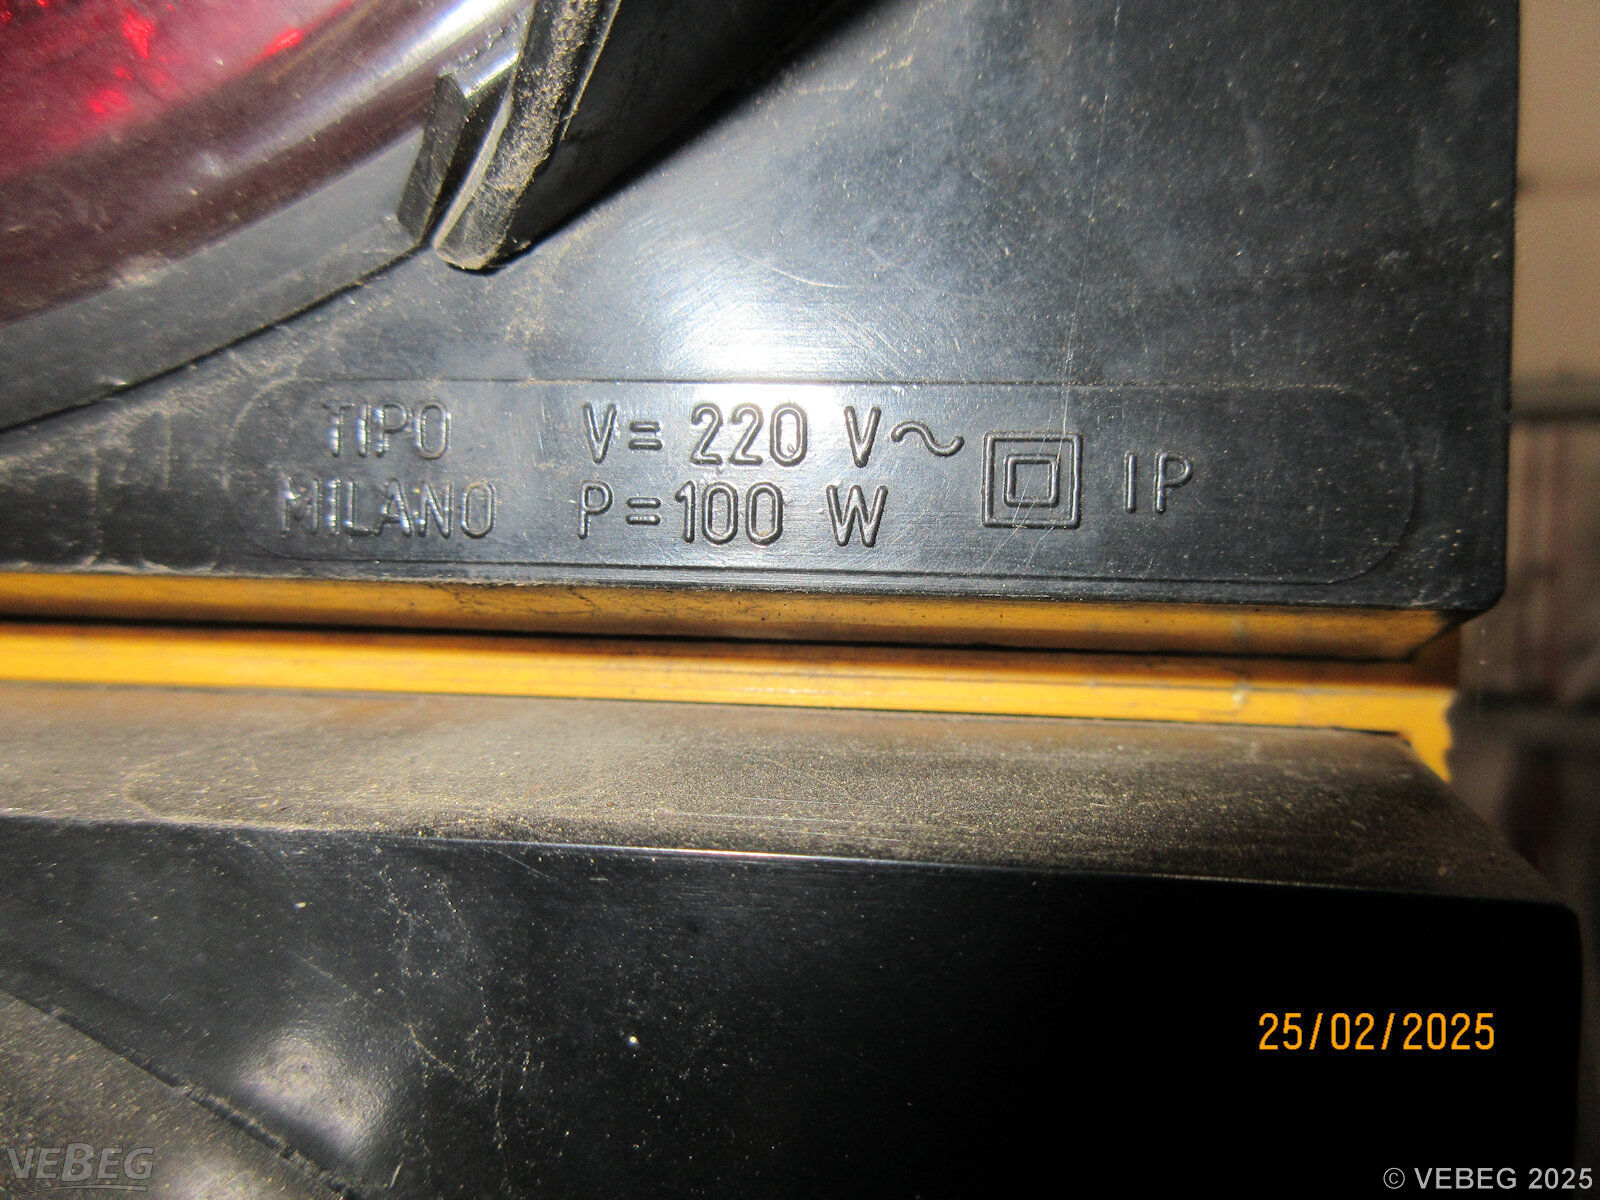 TIPO V= 220 V~ IP
MILANO P=100 W
25/02/2025
VEBEG
© VEBEG 2025